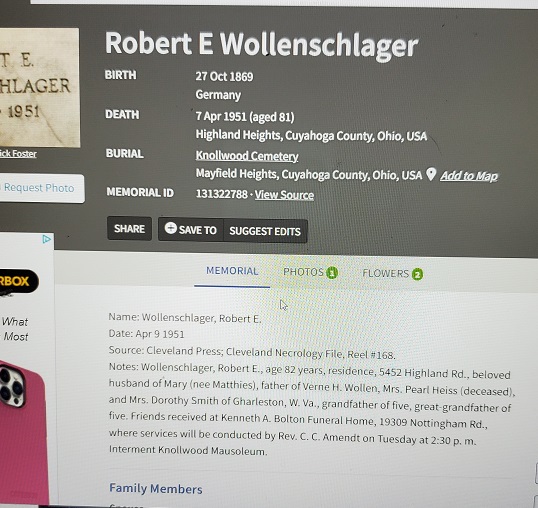 T E.
HLAGER
1951
ick Foster
Request Photo
Robert E Wollenschlager
BIRTH 27 Oct 1869
Germany
DEATH 7 Apr 1951 (aged 81)
Highland Heights, Cuyahoga County, Ohio, USA
BURIAL Knollwood Cemetery
Mayfield Heights, Cuyahoga County, Ohio, USA Add to Map
MEMORIAL ID 131322788 · View Source
SHARE SAVE TO SUGGEST EDITS
MEMORIAL PHOTOS 1 FLOWERS 2
RBOX
What
Most
Name: Wollenschlager, Robert E.
Date: Apr 9 1951
Source: Cleveland Press; Cleveland Necrology File, Reel #168.
Notes: Wollenschlager, Robert E., age 82 years, residence, 5452 Highland Rd., beloved
husband of Mary (nee Matthies), father of Verne H. Wollen, Mrs. Pearl Heiss (deceased),
and Mrs. Dorothy Smith of Gharleston, W. Va., grandfather of five, great-grandfather of
five. Friends received at Kenneth A. Bolton Funeral Home, 19309 Nottingham Rd.,
where services will be conducted by Rev. C. C. Amendt on Tuesday at 2:30 p. m.
Interment Knollwood Mausoleum.
Family Members